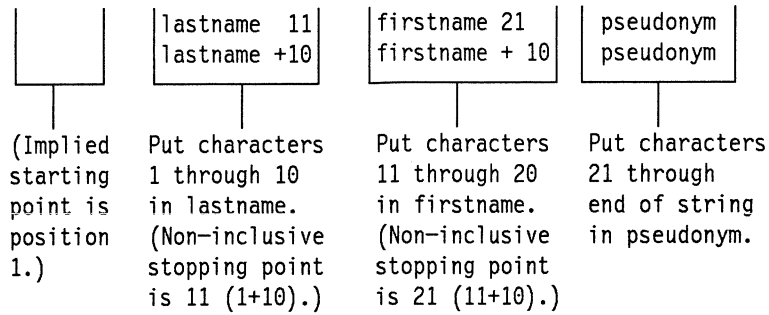 lastname 11
lastname +10
firstname 21
firstname + 10
pseudonym
pseudonym
(Implied
starting
point is
position
1.)
Put characters
1 through 10
in lastname.
(Non-inclusive
stopping point
is 11 (1+10).)
Put characters
11 through 20
in firstname.
(Non-inclusive
stopping point
is 21 (11+10).)
Put characters
21 through
end of string
in pseudonym.